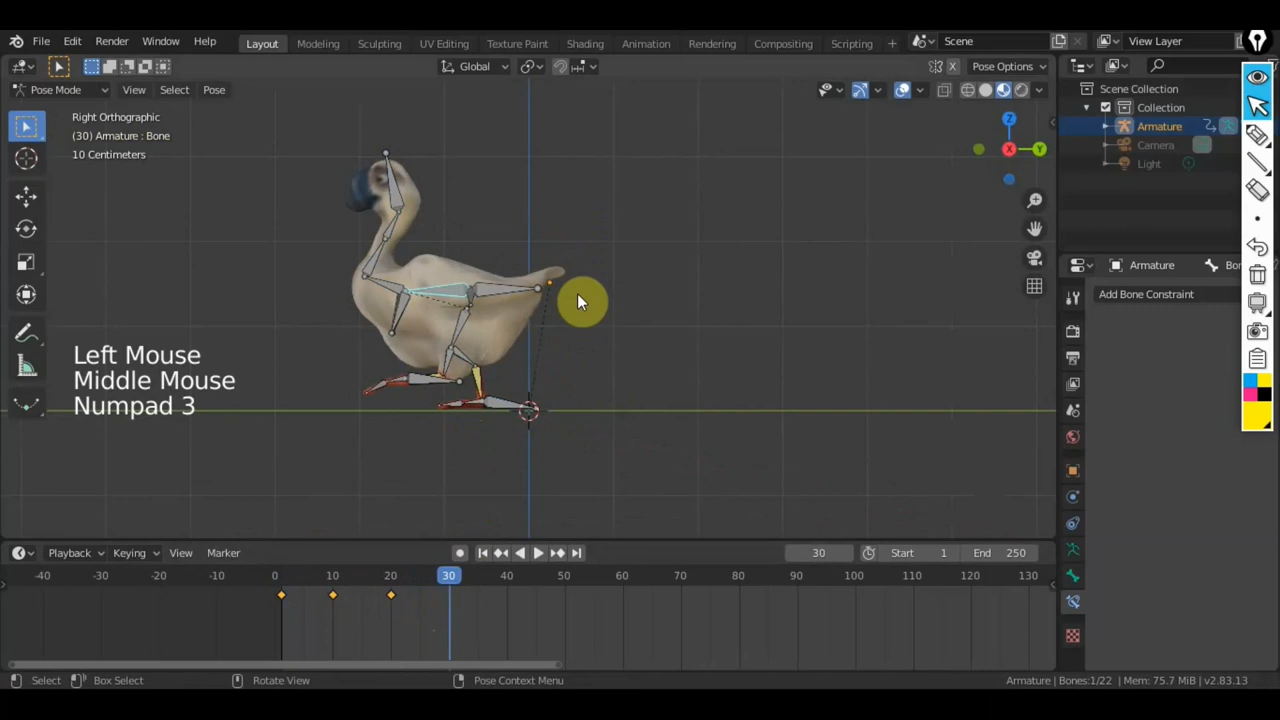 File Edit Render Window Help
Layout Modeling Sculpting UV Editing Texture Paint Shading Animation Rendering Compositing Scripting +
Scene View Layer
Global X Pose Options
Pose Mode View Select Pose
Scene Collection
Collection
Armature
Camera
Light
Right Orthographic
(30) Armature : Bone
10 Centimeters
Z
X
Y
Left Mouse
Middle Mouse
Numpad 3
Armature
Add Bone Constraint
Playback Keying View Marker 30 Start 1 End 250
-40 -30 -20 -10 0 10 20 30 40 50 60 70 80 90 100 110 120 130
Select Box Select Rotate View Pose Context Menu Armature | Bones:1/22 | Mem: 75.7 MiB | v2.83.13